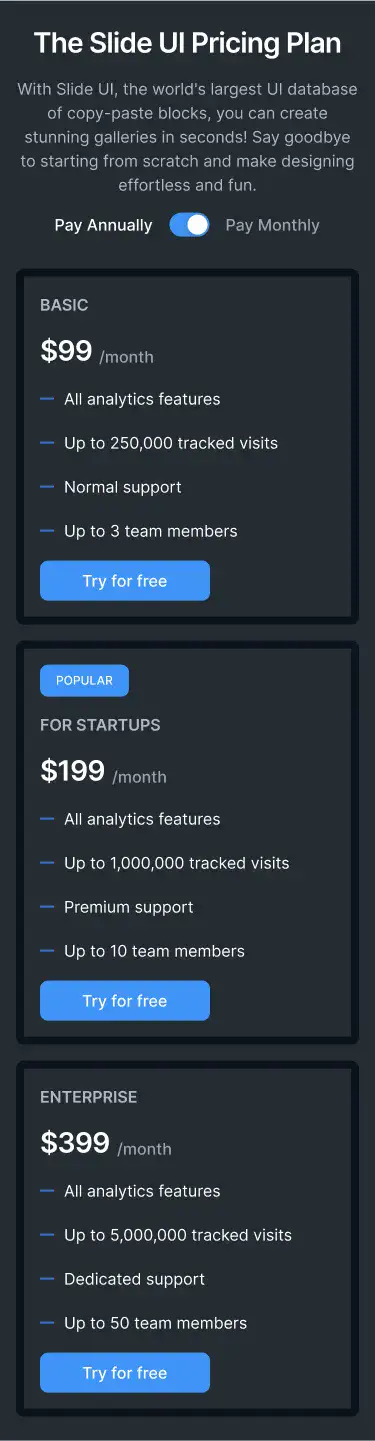 The Slide UI Pricing Plan
With Slide UI, the world's largest UI database
of copy-paste blocks, you can create
stunning galleries in seconds! Say goodbye
to starting from scratch and make designing
effortless and fun.
Pay Annually Pay Monthly
BASIC
$99 /month
All analytics features
Up to 250,000 tracked visits
Normal support
Up to 3 team members
Try for free
POPULAR
FOR STARTUPS
$199 /month
All analytics features
Up to 1,000,000 tracked visits
Premium support
Up to 10 team members
Try for free
ENTERPRISE
$399 /month
All analytics features
Up to 5,000,000 tracked visits
Dedicated support
Up to 50 team members
Try for free